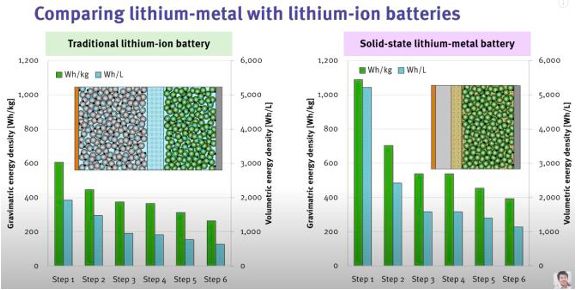 Comparing lithium-metal with lithium-ion batteries
Traditional lithium-ion battery
Solid-state lithium-metal battery
Gravimetric energy density [Wh/kg]
1,200
1,000
800
600
400
200
0
Wh/kg
Wh/L
6,000
5,000
4,000
3,000
2,000
1,000
0
Volumetric energy density [Wh/L]
Step 1
Step 2
Step 3
Step 4
Step 5
Step 6
Gravimetric energy density [Wh/kg]
1,200
1,000
800
600
400
200
0
Wh/kg
Wh/L
6,000
5,000
4,000
3,000
2,000
1,000
0
Volumetric energy density [Wh/L]
Step 1
Step 2
Step 3
Step 4
Step 5
Step 6